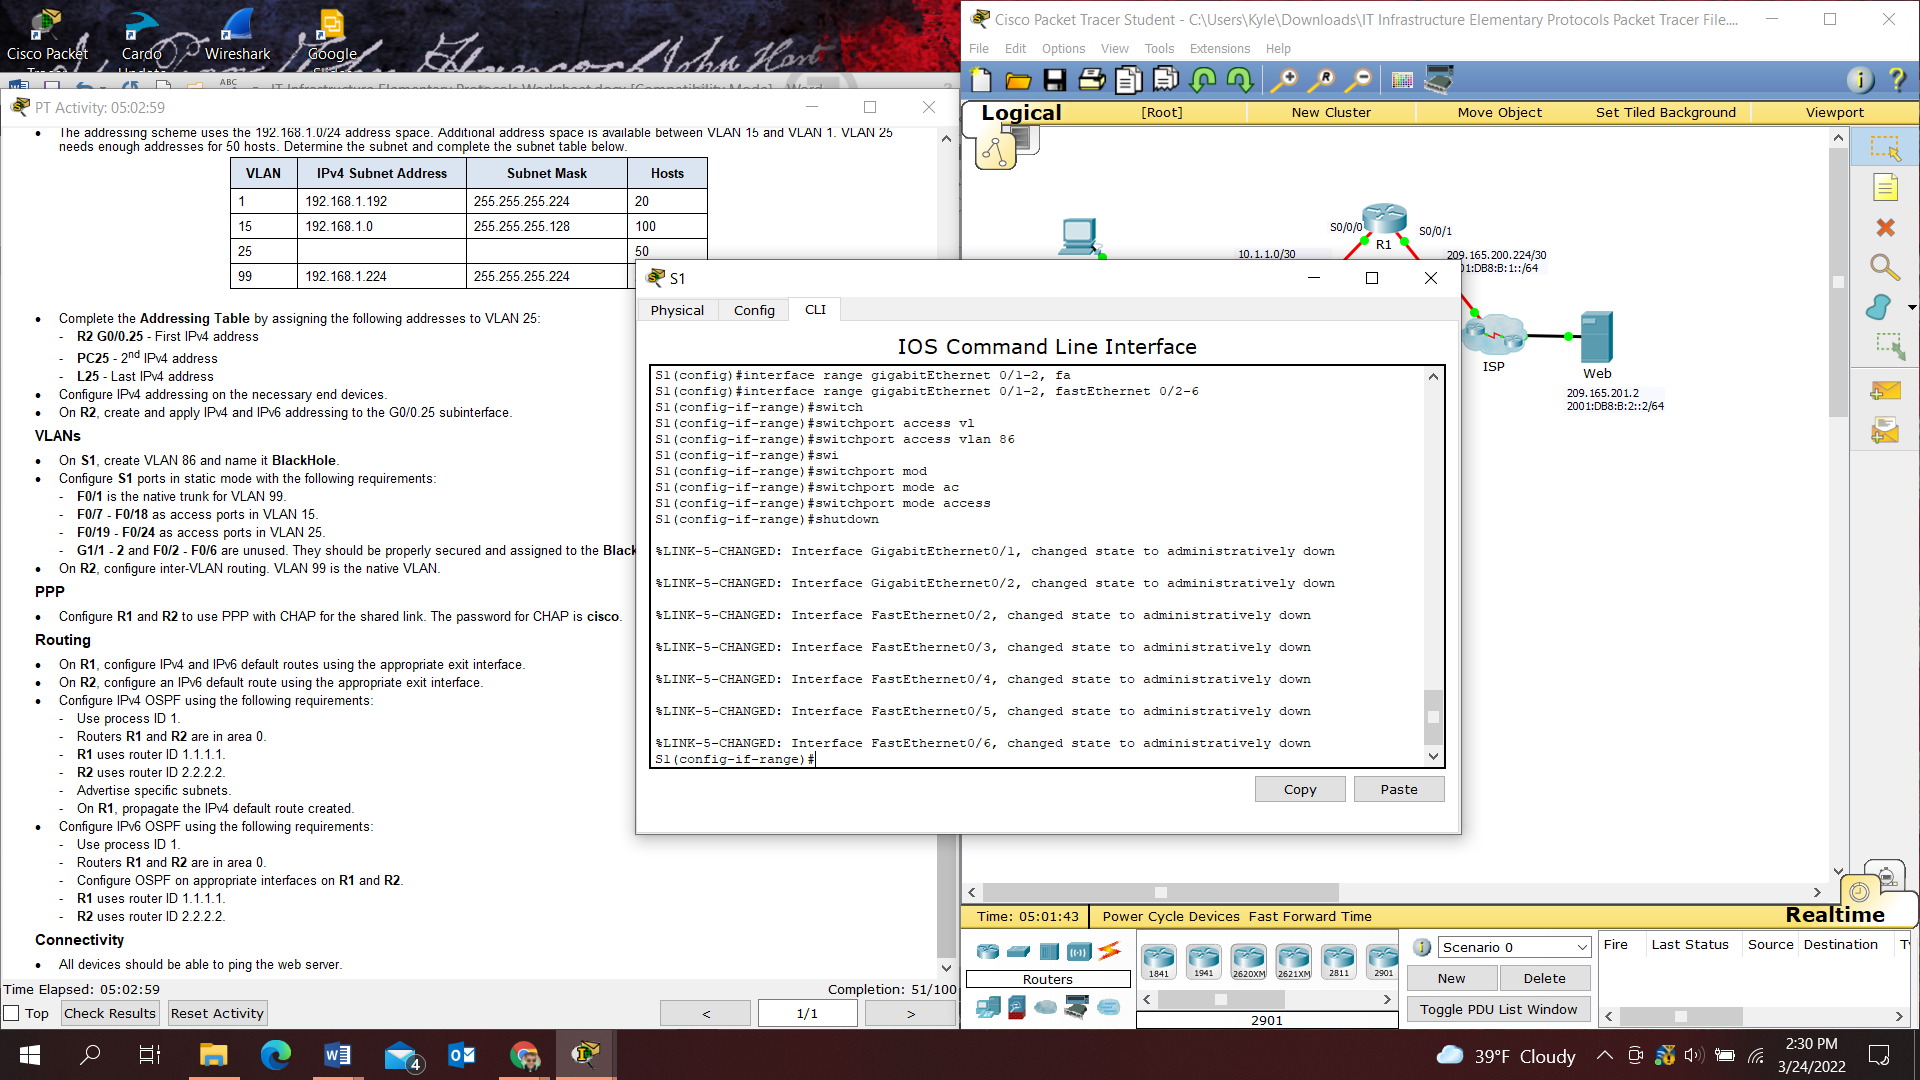 Cisco Packet
Cardo
Wireshark
Google
PT Activity: 05:02:59
The addressing scheme uses the 192.168.1.0/24 address space. Additional address space is available between VLAN 15 and VLAN 1. VLAN 25
needs enough addresses for 50 hosts. Determine the subnet and complete the subnet table below.
VLAN IPv4 Subnet Address Subnet Mask Hosts
1 192.168.1.192 255.255.255.224 20
15 192.168.1.0 255.255.255.128 100
25 50
99 192.168.1.224 255.255.255.224
• Complete the Addressing Table by assigning the following addresses to VLAN 25:
- R2 G0/0.25 - First IPv4 address
- PC25 - 2nd IPv4 address
- L25 - Last IPv4 address
• Configure IPv4 addressing on the necessary end devices.
• On R2, create and apply IPv4 and IPv6 addressing to the G0/0.25 subinterface.
VLANs
• On S1, create VLAN 86 and name it BlackHole.
• Configure S1 ports in static mode with the following requirements:
- F0/1 is the native trunk for VLAN 99.
- F0/7 - F0/18 as access ports in VLAN 15.
- F0/19 - F0/24 as access ports in VLAN 25.
- G1/1 - 2 and F0/2 - F0/6 are unused. They should be properly secured and assigned to the Black
• On R2, configure inter-VLAN routing. VLAN 99 is the native VLAN.
PPP
• Configure R1 and R2 to use PPP with CHAP for the shared link. The password for CHAP is cisco.
Routing
• On R1, configure IPv4 and IPv6 default routes using the appropriate exit interface.
• On R2, configure an IPv6 default route using the appropriate exit interface.
• Configure IPv4 OSPF using the following requirements:
- Use process ID 1.
- Routers R1 and R2 are in area 0.
- R1 uses router ID 1.1.1.1.
- R2 uses router ID 2.2.2.2.
- Advertise specific subnets.
- On R1, propagate the IPv4 default route created.
• Configure IPv6 OSPF using the following requirements:
- Use process ID 1.
- Routers R1 and R2 are in area 0.
- Configure OSPF on appropriate interfaces on R1 and R2.
- R1 uses router ID 1.1.1.1.
- R2 uses router ID 2.2.2.2.
Connectivity
• All devices should be able to ping the web server.
Time Elapsed: 05:02:59 Completion: 51/100
Top Check Results Reset Activity < 1/1 >
Cisco Packet Tracer Student - C:\Users\Kyle\Downloads\IT Infrastructure Elementary Protocols Packet Tracer File....
File Edit Options View Tools Extensions Help
Logical [Root] New Cluster Move Object Set Tiled Background Viewport
S0/0/0
S0/0/1
R1
10.1.1.0/30
209.165.200.224/30
01:DB8:B:1::/64
ISP
Web
209.165.201.2
2001:DB8:B:2::2/64
S1
Physical Config CLI
IOS Command Line Interface
S1(config)#interface range gigabitEthernet 0/1-2, fa
S1(config)#interface range gigabitEthernet 0/1-2, fastEthernet 0/2-6
S1(config-if-range)#switch
S1(config-if-range)#switchport access vl
S1(config-if-range)#switchport access vlan 86
S1(config-if-range)#swi
S1(config-if-range)#switchport mod
S1(config-if-range)#switchport mode ac
S1(config-if-range)#switchport mode access
S1(config-if-range)#shutdown
%LINK-5-CHANGED: Interface GigabitEthernet0/1, changed state to administratively down
%LINK-5-CHANGED: Interface GigabitEthernet0/2, changed state to administratively down
%LINK-5-CHANGED: Interface FastEthernet0/2, changed state to administratively down
%LINK-5-CHANGED: Interface FastEthernet0/3, changed state to administratively down
%LINK-5-CHANGED: Interface FastEthernet0/4, changed state to administratively down
%LINK-5-CHANGED: Interface FastEthernet0/5, changed state to administratively down
%LINK-5-CHANGED: Interface FastEthernet0/6, changed state to administratively down
S1(config-if-range)#
Copy Paste
Time: 05:01:43 Power Cycle Devices Fast Forward Time
Realtime
Routers
1841 1941 2620XM 2621XM 2811 2901
2901
Scenario 0
New Delete
Toggle PDU List Window
Fire Last Status Source Destination
4
39°F Cloudy
2:30 PM
3/24/2022